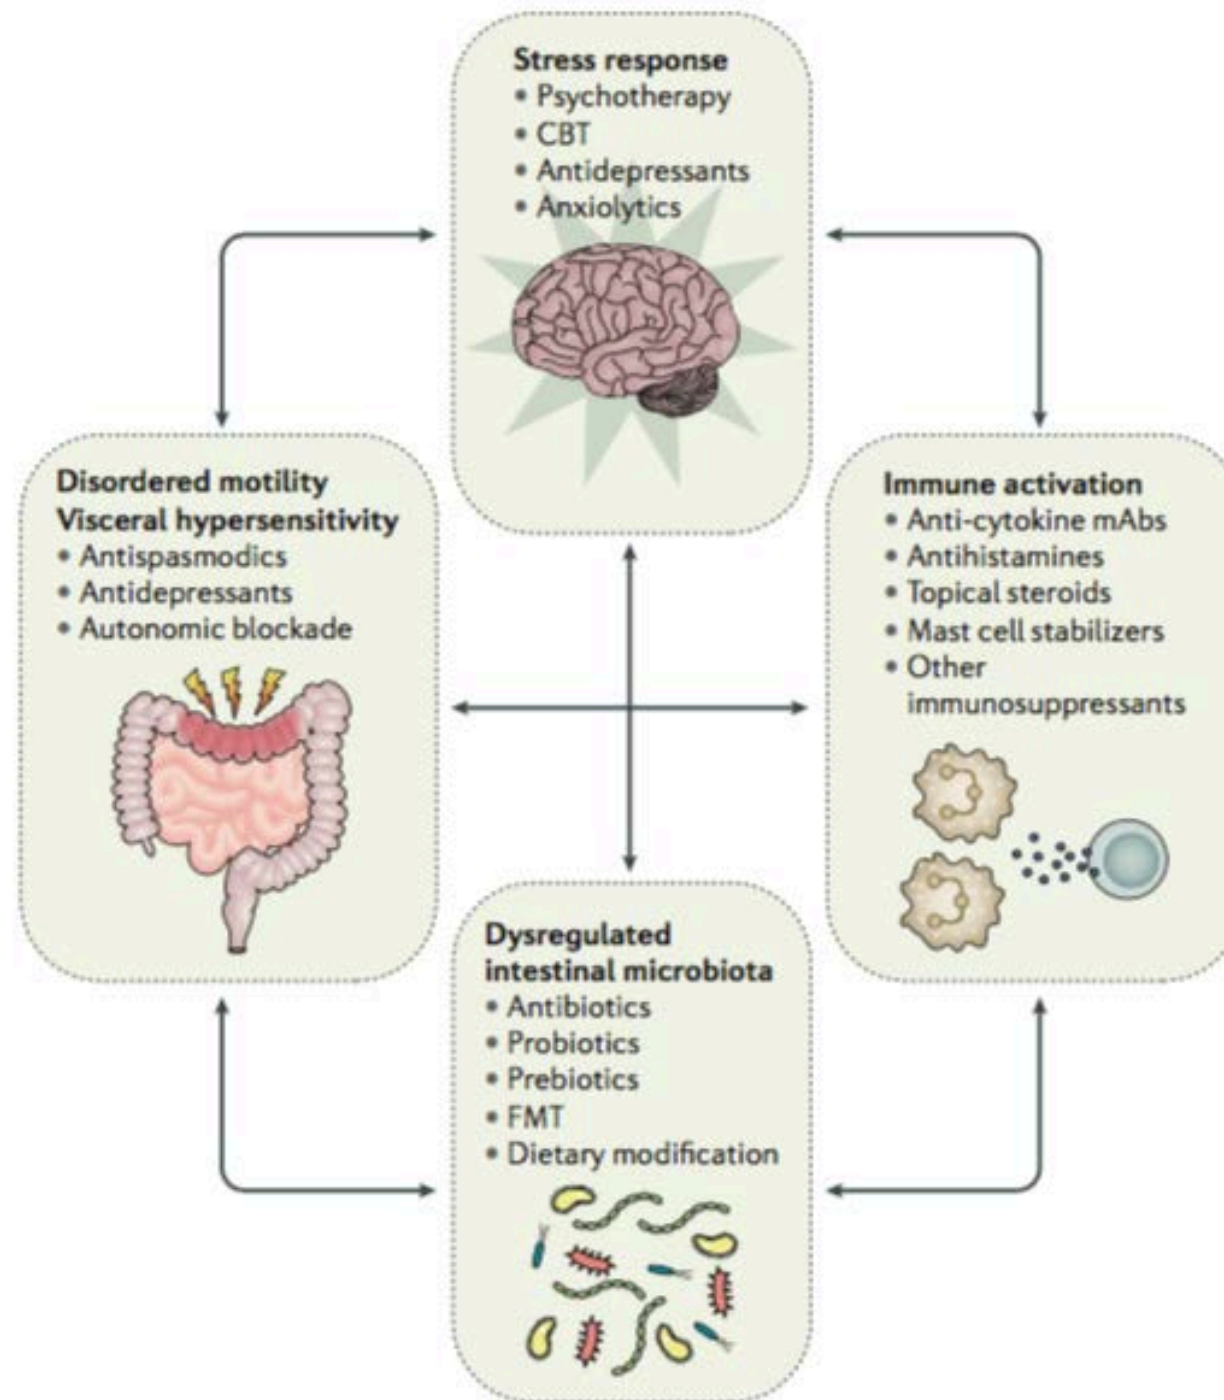 Stress response
• Psychotherapy
• CBT
• Antidepressants
• Anxiolytics
Disordered motility
Visceral hypersensitivity
• Antispasmodics
• Antidepressants
• Autonomic blockade
Immune activation
• Anti-cytokine mAbs
• Antihistamines
• Topical steroids
• Mast cell stabilizers
• Other
immunosuppressants
Dysregulated
intestinal microbiota
• Antibiotics
• Probiotics
• Prebiotics
• FMT
• Dietary modification